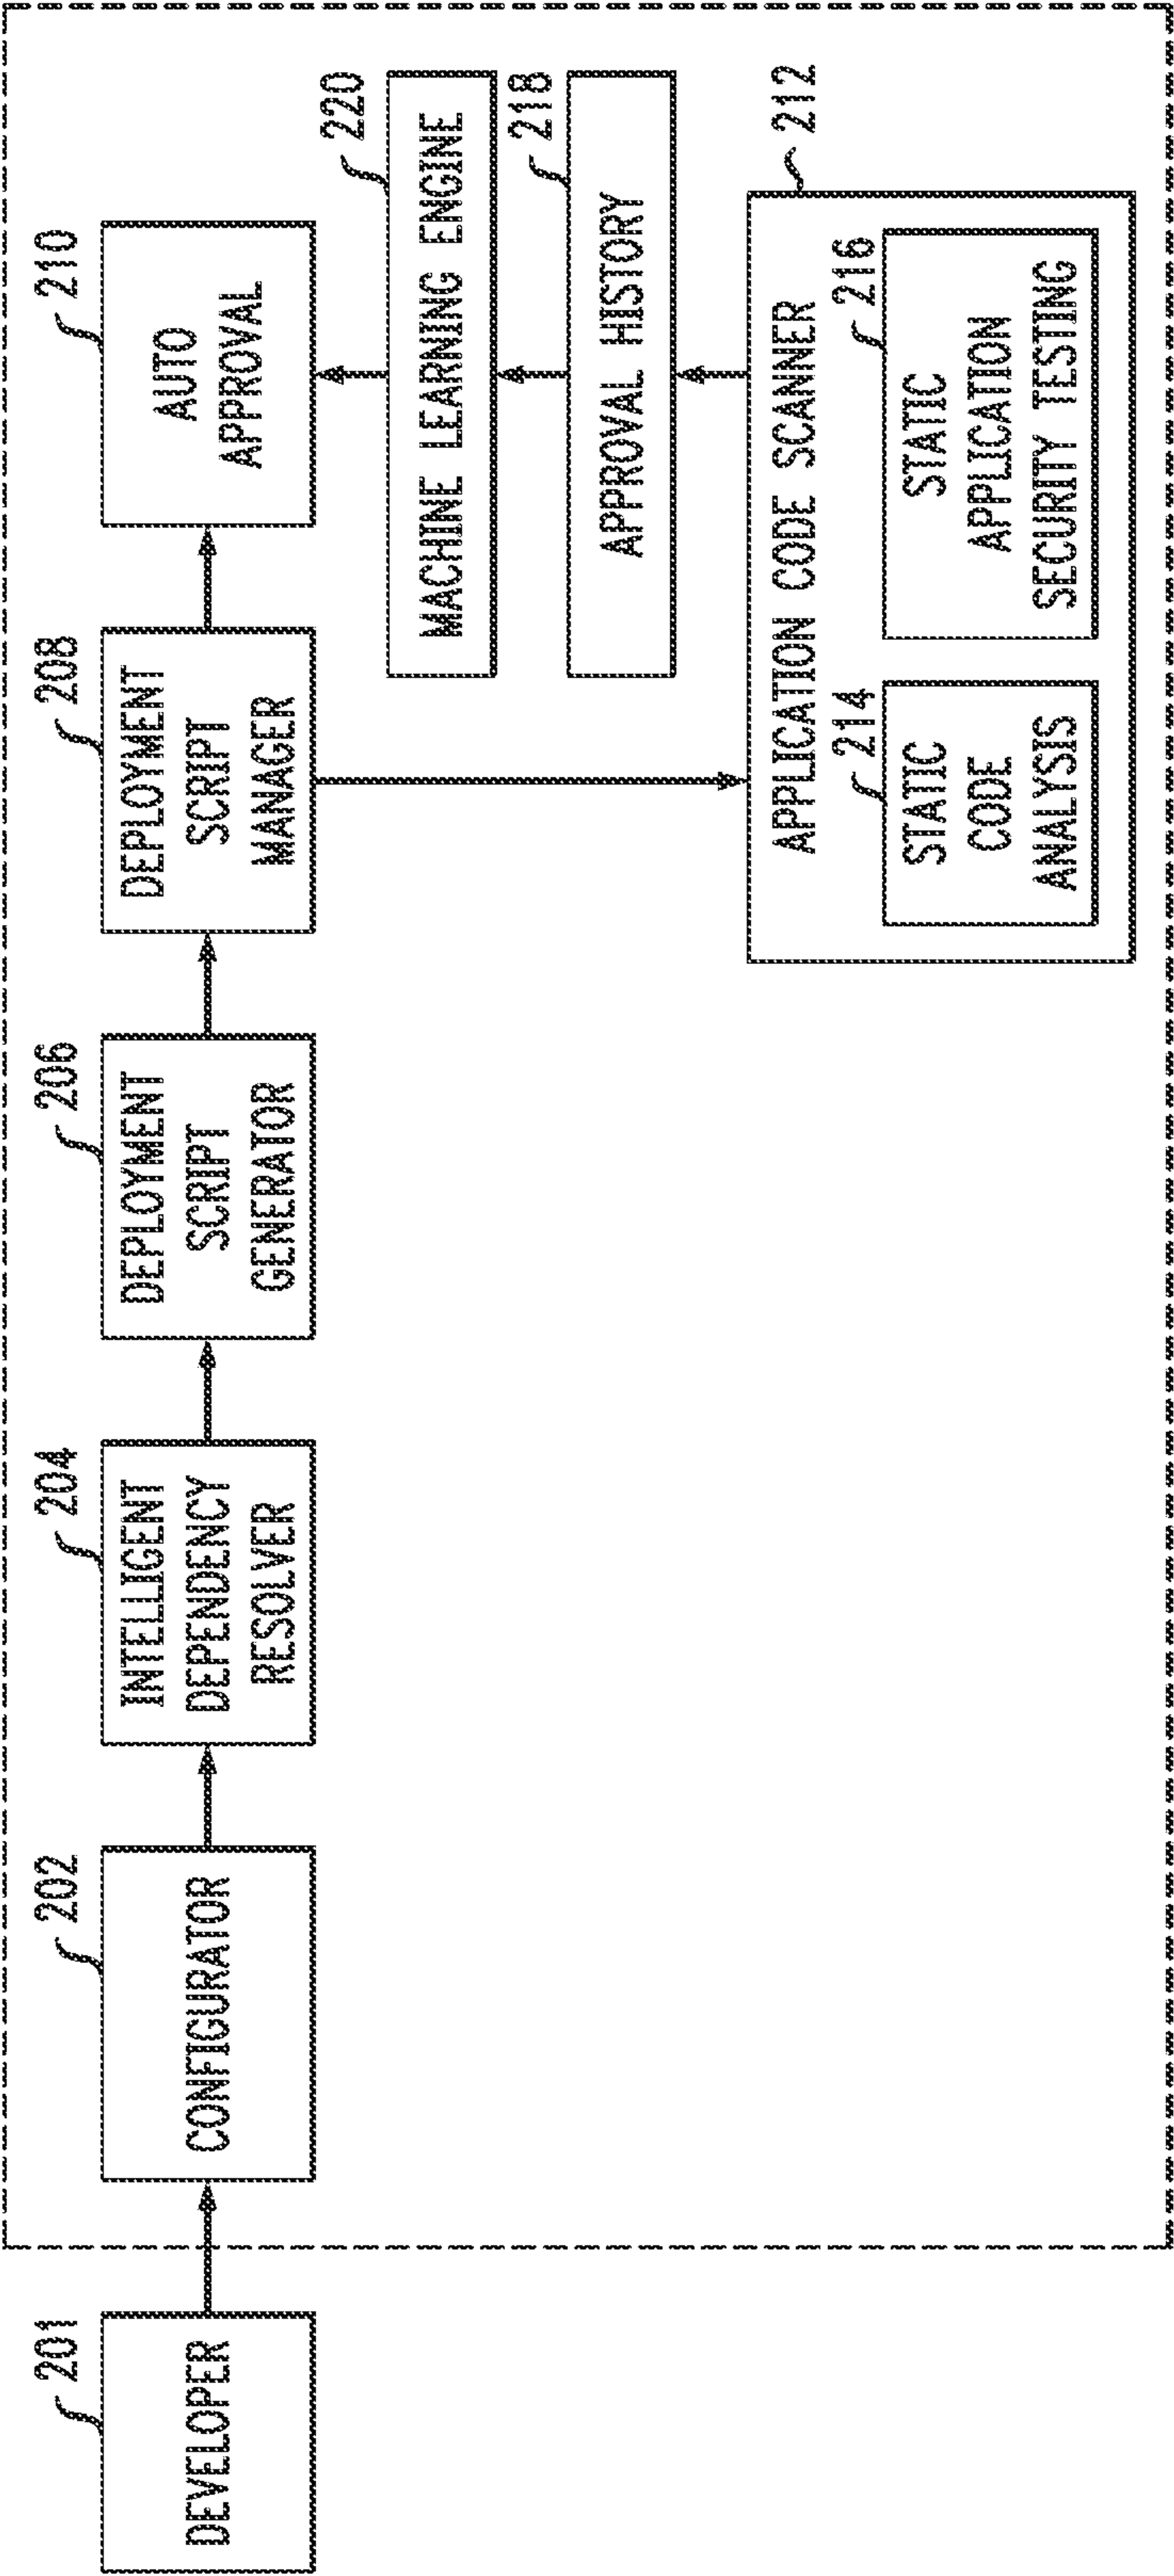 201
DEVELOPER
202
CONFIGURATOR
204
INTELLIGENT
DEPENDENCY
RESOLVER
206
DEPLOYMENT
SCRIPT
GENERATOR
208
DEPLOYMENT
SCRIPT
MANAGER
210
AUTO
APPROVAL
220
MACHINE LEARNING ENGINE
218
APPROVAL HISTORY
212
APPLICATION CODE SCANNER
214
STATIC
CODE
ANALYSIS
216
STATIC
APPLICATION
SECURITY TESTING